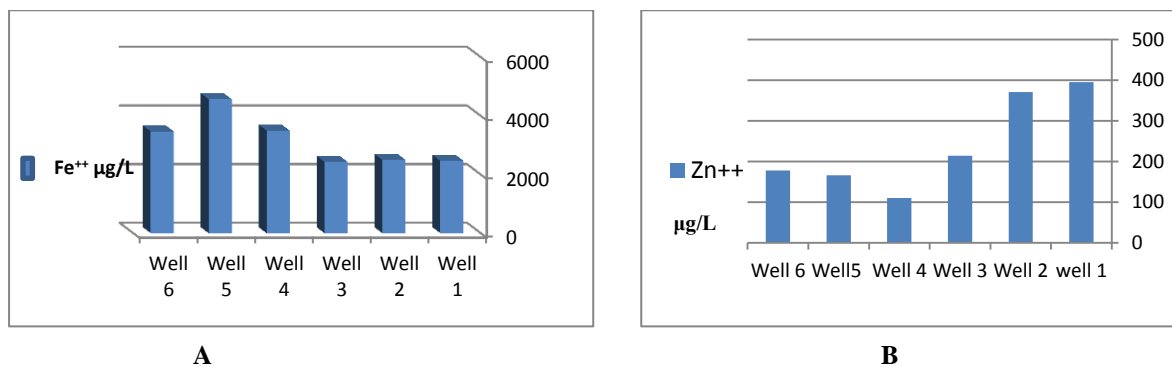 6000
4000
2000
0
Fe⁺⁺ µg/L
Well 6
Well 5
Well 4
Well 3
Well 2
Well 1
A
500
400
300
200
100
0
Zn++
µg/L
Well 6 Well5 Well 4 Well 3 Well 2 well 1
B